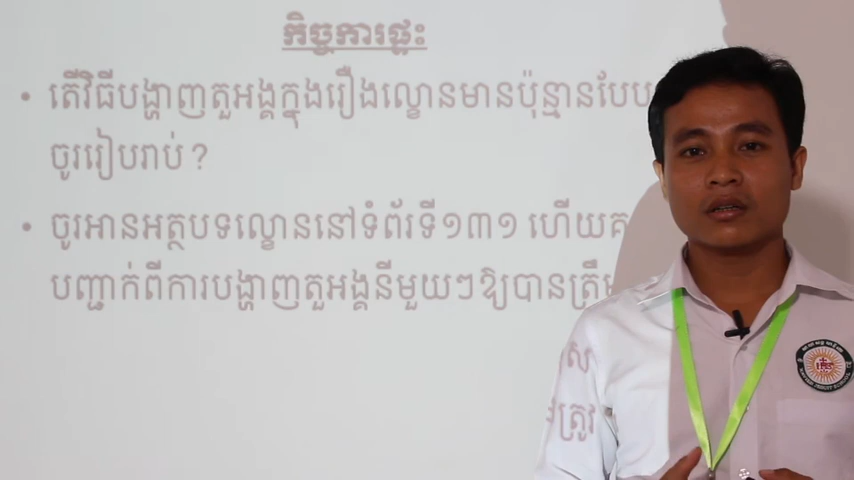 កិច្ចការផ្ទះ
• តើវិធីបង្ហាញតួអង្គក្នុងរឿងល្ខោនមានប៉ុន្មានបែប
ចូររៀបរាប់ ?
• ចូរអានអត្ថបទល្ខោននៅទំព័រទី១៣១ ហើយគ
បញ្ជាក់ពីការបង្ហាញតួអង្គនីមួយៗឱ្យបានត្រឹម
ស
ត្រូវ